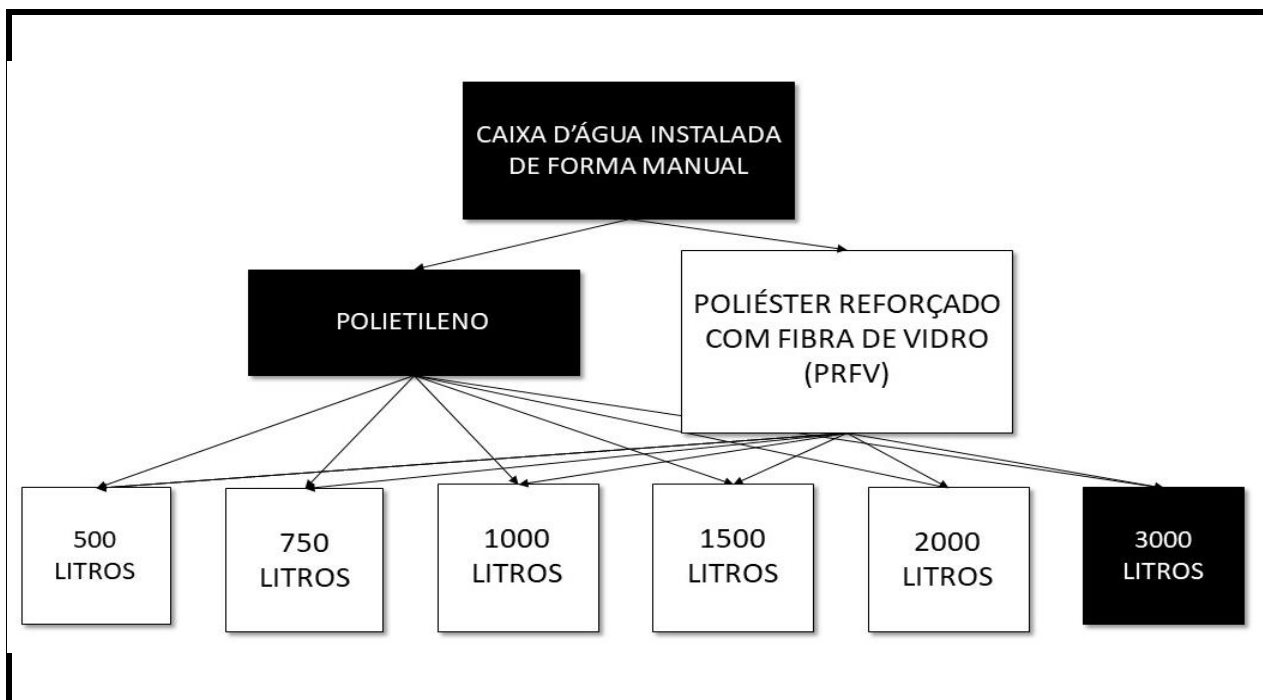 CAIXA D’ÁGUA INSTALADA
DE FORMA MANUAL
POLIETILENO
POLIÉSTER REFORÇADO
COM FIBRA DE VIDRO
(PRFV)
500
LITROS
750
LITROS
1000
LITROS
1500
LITROS
2000
LITROS
3000
LITROS